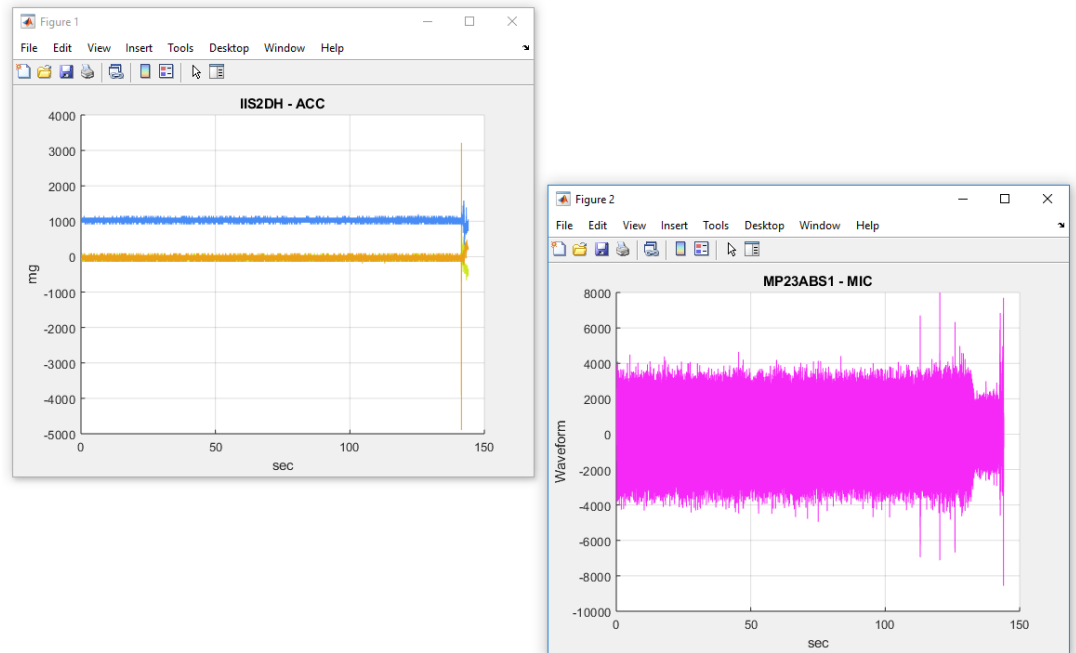 Figure 1
File Edit View Insert Tools Desktop Window Help
IIS2DH - ACC
4000
3000
2000
1000
0
-1000
-2000
-3000
-4000
-5000
mg
0 50 100 150
sec
Figure 2
File Edit View Insert Tools Desktop Window Help
MP23ABS1 - MIC
8000
6000
4000
2000
0
-2000
-4000
-6000
-8000
-10000
Waveform
0 50 100 150
sec